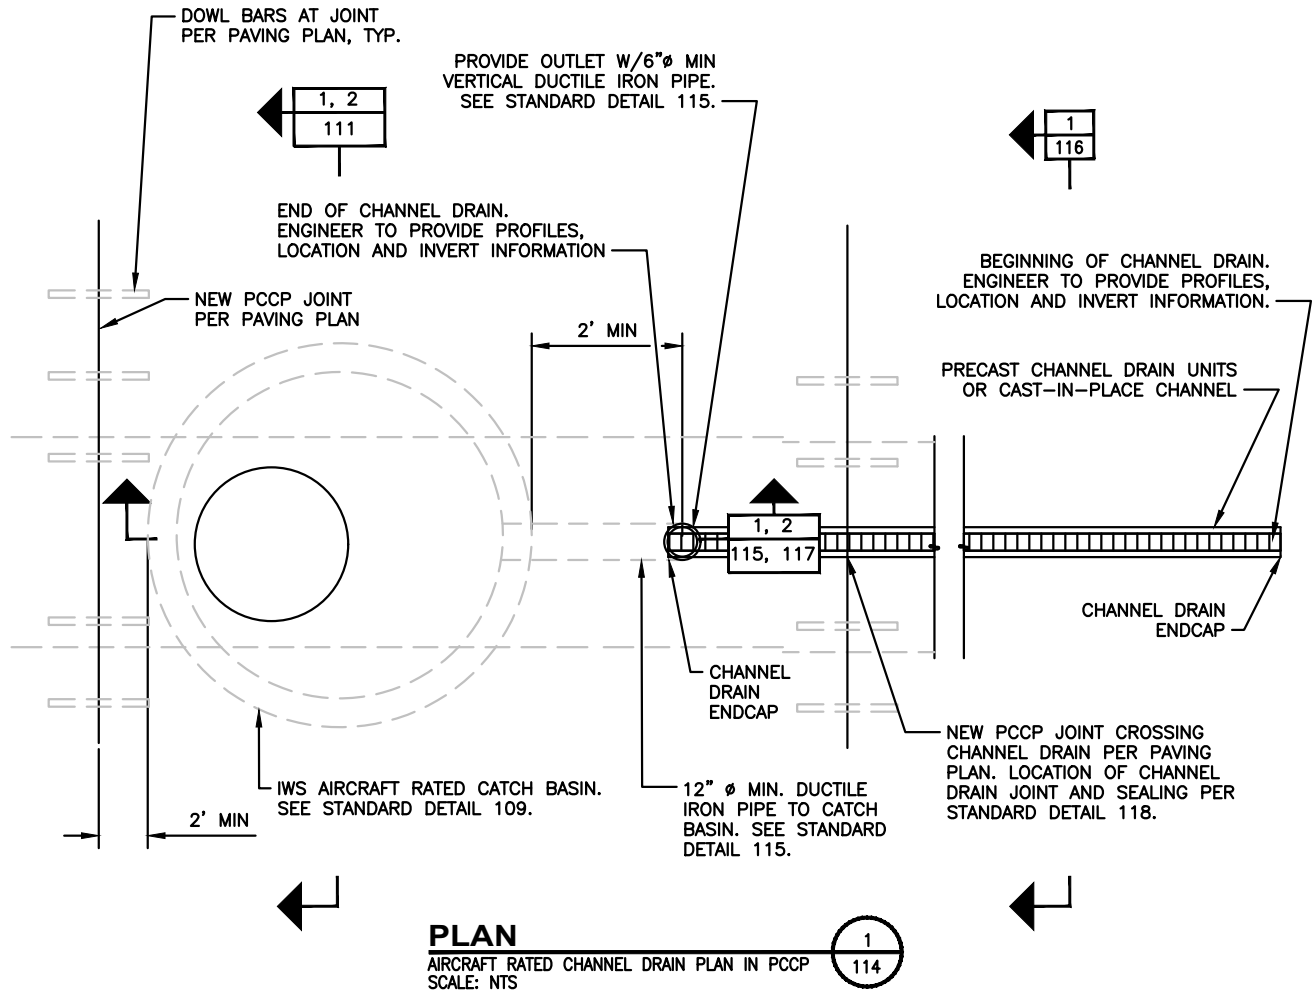 DOWL BARS AT JOINT
PER PAVING PLAN, TYP.
PROVIDE OUTLET W/6"ø MIN
VERTICAL DUCTILE IRON PIPE.
SEE STANDARD DETAIL 115.
1, 2
111
1
116
END OF CHANNEL DRAIN.
ENGINEER TO PROVIDE PROFILES,
LOCATION AND INVERT INFORMATION
BEGINNING OF CHANNEL DRAIN.
ENGINEER TO PROVIDE PROFILES,
LOCATION AND INVERT INFORMATION.
NEW PCCP JOINT
PER PAVING PLAN
2' MIN
PRECAST CHANNEL DRAIN UNITS
OR CAST-IN-PLACE CHANNEL
1, 2
115, 117
CHANNEL DRAIN
ENDCAP
CHANNEL
DRAIN
ENDCAP
NEW PCCP JOINT CROSSING
CHANNEL DRAIN PER PAVING
PLAN. LOCATION OF CHANNEL
DRAIN JOINT AND SEALING PER
STANDARD DETAIL 118.
IWS AIRCRAFT RATED CATCH BASIN.
SEE STANDARD DETAIL 109.
12" ø MIN. DUCTILE
IRON PIPE TO CATCH
BASIN. SEE STANDARD
DETAIL 115.
2' MIN
PLAN
AIRCRAFT RATED CHANNEL DRAIN PLAN IN PCCP
SCALE: NTS
1
114